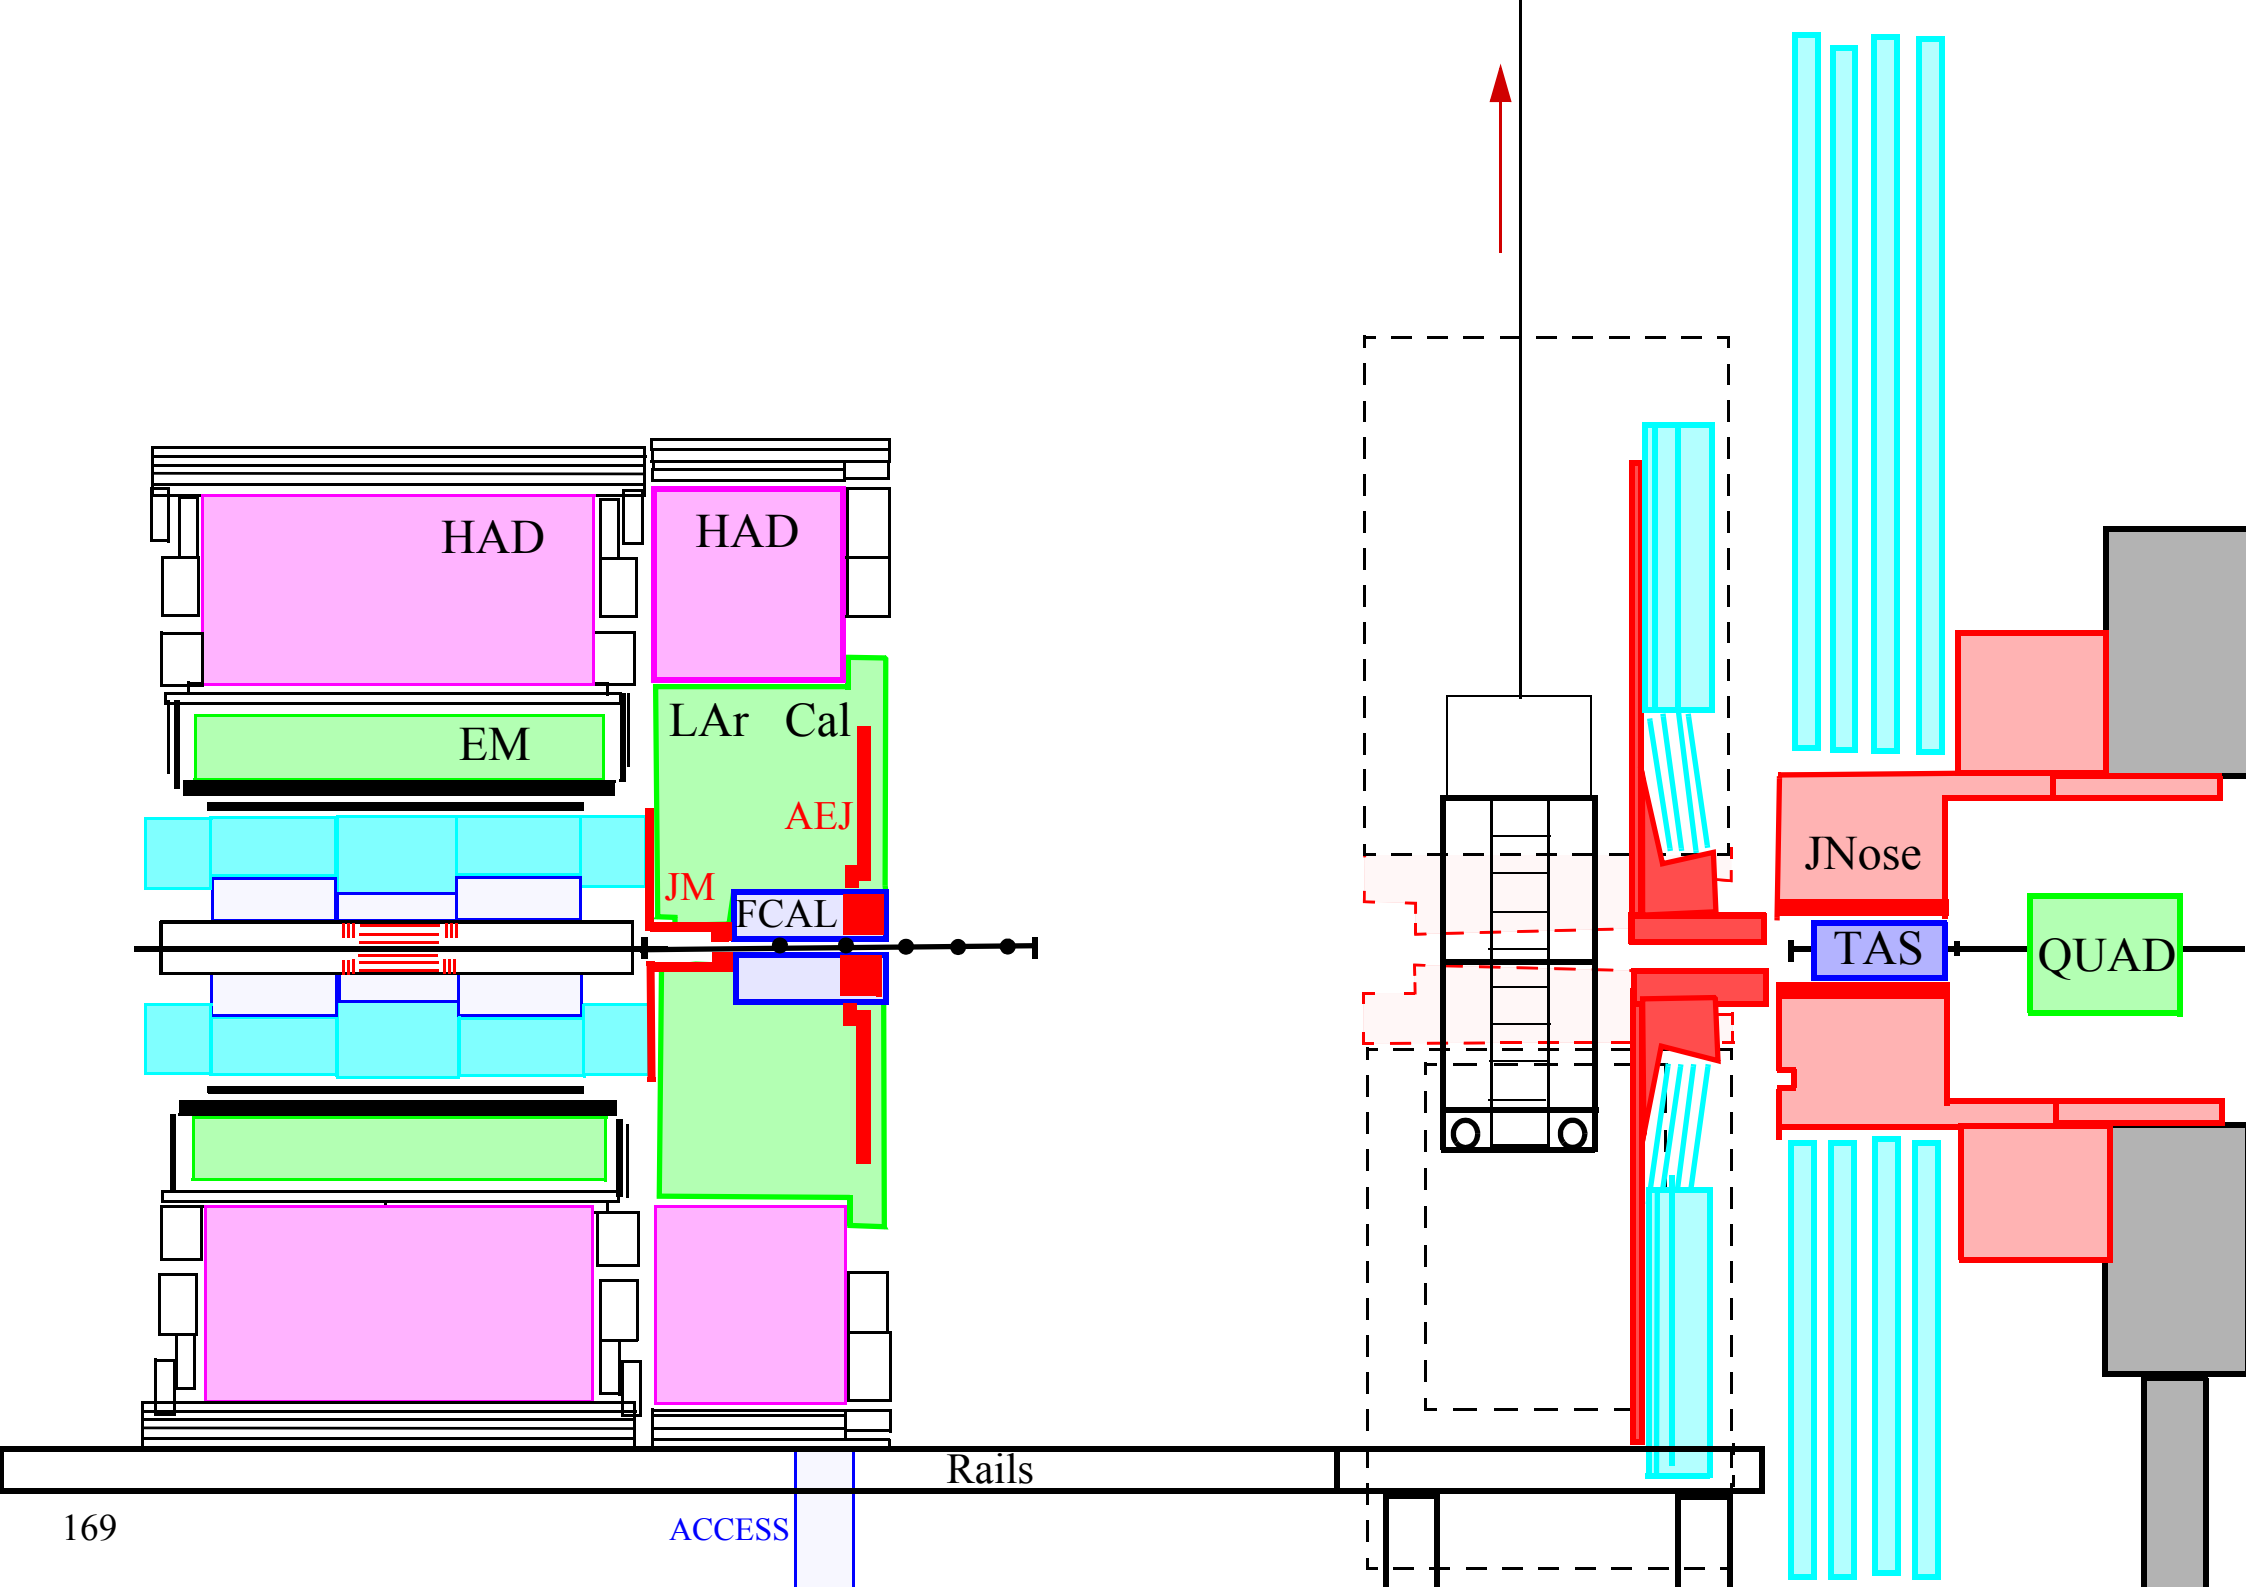 HAD
HAD
LAr Cal
EM
AEJ
JM
FCAL
JNose
TAS
QUAD
Rails
169
ACCESS